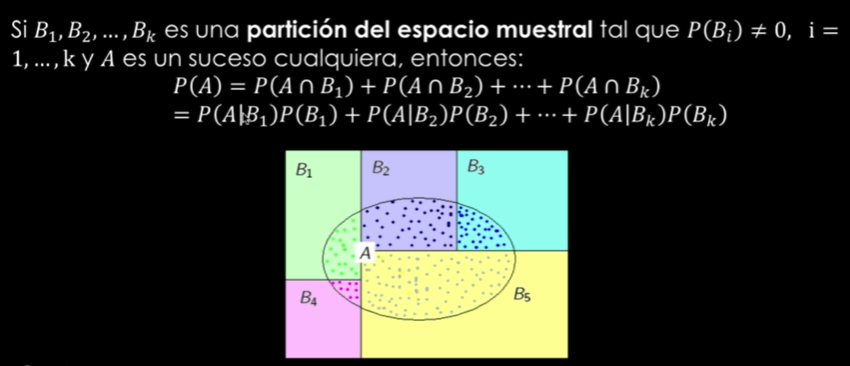 Si B₁, B₂, ..., Bₖ es una partición del espacio muestral tal que P(Bᵢ) ≠ 0, i =
1, ..., k y A es un suceso cualquiera, entonces:
P(A) = P(A ∩ B₁) + P(A ∩ B₂) + ⋯ + P(A ∩ Bₖ)
= P(A|B₁)P(B₁) + P(A|B₂)P(B₂) + ⋯ + P(A|Bₖ)P(Bₖ)
B₁ B₂ B₃
A
B₄ B₅